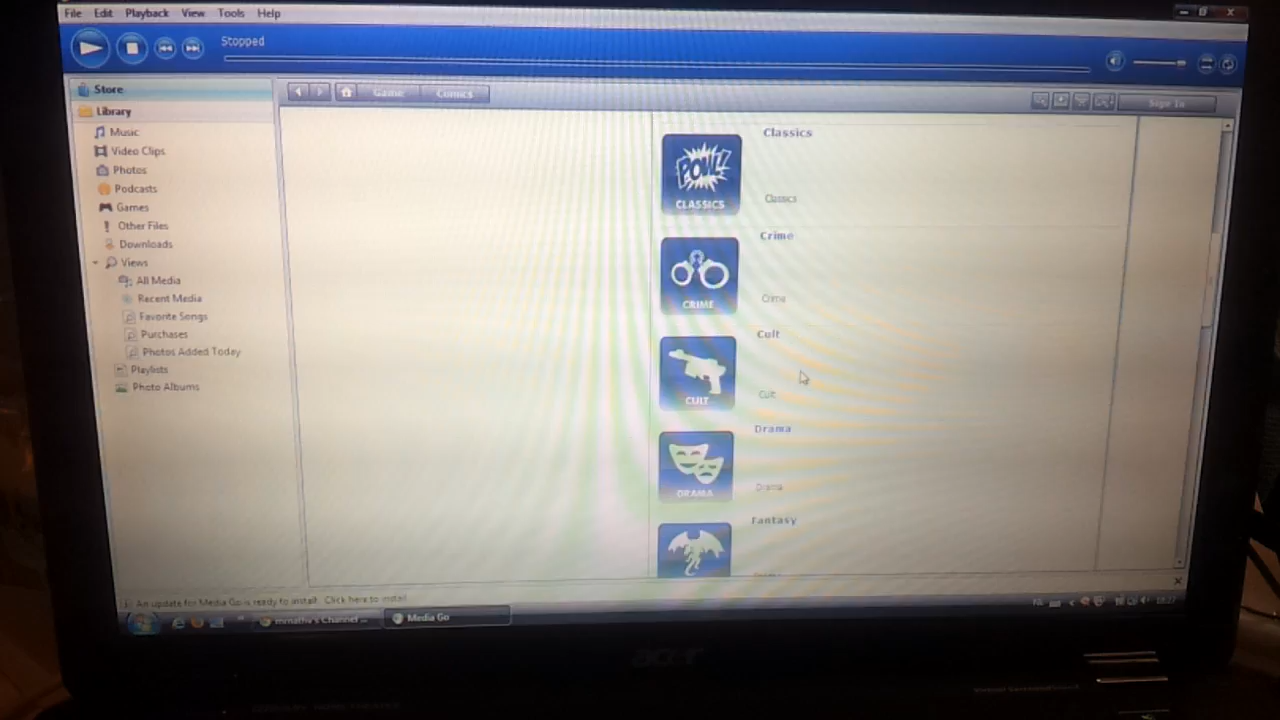 File Edit Playback View Tools Help
Stopped
Store
Library
Music
Video Clips
Photos
Podcasts
Games
Other Files
Downloads
Views
All Media
Recent Media
Favorite Songs
Purchases
Photos Added Today
Playlists
Photo Albums
Game Comics
Sign In
Classics
POW!
CLASSICS
Classics
Crime
CRIME
Crime
Cult
CULT
Cult
Drama
DRAMA
Drama
Fantasy
An update for Media Go is ready to install. Click here to install.
Channel ...
Media Go
acer